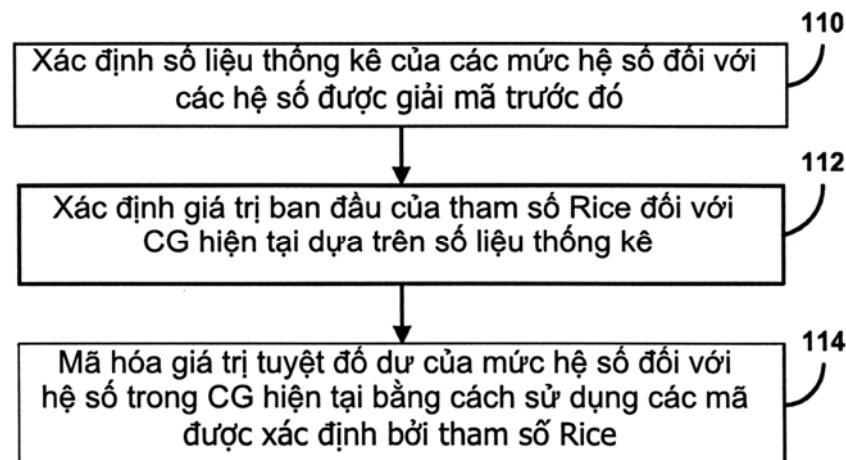 110
Xác định số liệu thống kê của các mức hệ số đối với
các hệ số được giải mã trước đó
112
Xác định giá trị ban đầu của tham số Rice đối với
CG hiện tại dựa trên số liệu thống kê
114
Mã hóa giá trị tuyệt đố dư của mức hệ số đối với
hệ số trong CG hiện tại bằng cách sử dụng các mã
được xác định bởi tham số Rice